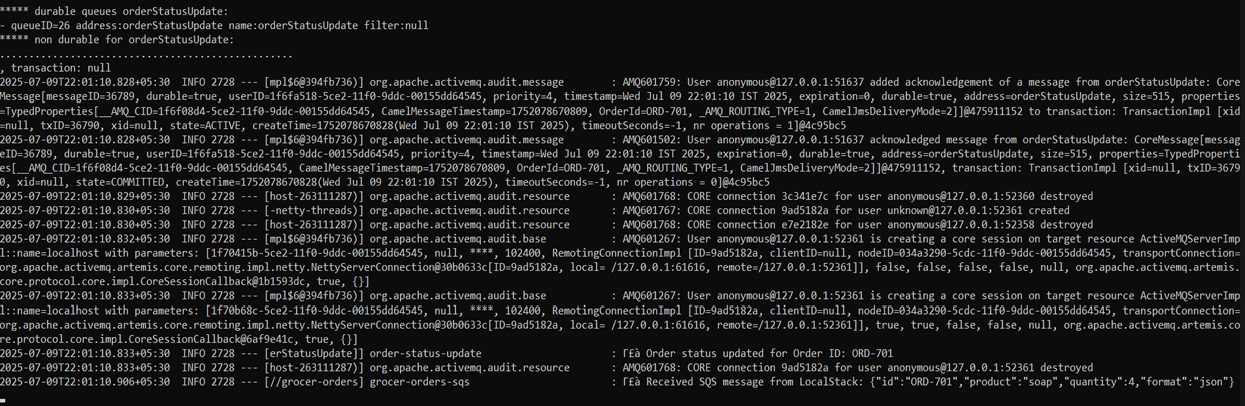 ***** durable queues orderStatusUpdate:
- queueID=26 address:orderStatusUpdate name:orderStatusUpdate filter:null
***** non durable for orderStatusUpdate:
..................................................
, transaction: null
2025-07-09T22:01:10.828+05:30  INFO 2728 --- [mpl$6@394fb736)] org.apache.activemq.audit.message        : AMQ601759: User anonymous@127.0.0.1:51637 added acknowledgement of a message from orderStatusUpdate: Core
Message[messageID=36789, durable=true, userID=1f6fa518-5ce2-11f0-9ddc-00155dd64545, priority=4, timestamp=Wed Jul 09 22:01:10 IST 2025, expiration=0, durable=true, address=orderStatusUpdate, size=515, properties
=TypedProperties[__AMQ_CID=1f6f08d4-5ce2-11f0-9ddc-00155dd64545, CamelMessageTimestamp=1752078670809, OrderId=ORD-701, _AMQ_ROUTING_TYPE=1, CamelJmsDeliveryMode=2]]@475911152 to transaction: TransactionImpl [xid
=null, txID=36790, xid=null, state=ACTIVE, createTime=1752078670828(Wed Jul 09 22:01:10 IST 2025), timeoutSeconds=-1, nr operations = 1]@4c95bc5
2025-07-09T22:01:10.828+05:30  INFO 2728 --- [mpl$6@394fb736)] org.apache.activemq.audit.message        : AMQ601502: User anonymous@127.0.0.1:51637 acknowledged message from orderStatusUpdate: CoreMessage[messag
eID=36789, durable=true, userID=1f6fa518-5ce2-11f0-9ddc-00155dd64545, priority=4, timestamp=Wed Jul 09 22:01:10 IST 2025, expiration=0, durable=true, address=orderStatusUpdate, size=515, properties=TypedProperti
es[__AMQ_CID=1f6f08d4-5ce2-11f0-9ddc-00155dd64545, CamelMessageTimestamp=1752078670809, OrderId=ORD-701, _AMQ_ROUTING_TYPE=1, CamelJmsDeliveryMode=2]]@475911152, transaction: TransactionImpl [xid=null, txID=3679
0, xid=null, state=COMMITTED, createTime=1752078670828(Wed Jul 09 22:01:10 IST 2025), timeoutSeconds=-1, nr operations = 0]@4c95bc5
2025-07-09T22:01:10.829+05:30  INFO 2728 --- [host-263111287)] org.apache.activemq.audit.resource       : AMQ601768: CORE connection 3c341e7c for user anonymous@127.0.0.1:52360 destroyed
2025-07-09T22:01:10.830+05:30  INFO 2728 --- [-netty-threads)] org.apache.activemq.audit.resource       : AMQ601767: CORE connection 9ad5182a for user unknown@127.0.0.1:52361 created
2025-07-09T22:01:10.830+05:30  INFO 2728 --- [host-263111287)] org.apache.activemq.audit.resource       : AMQ601768: CORE connection e7e2182e for user anonymous@127.0.0.1:52358 destroyed
2025-07-09T22:01:10.832+05:30  INFO 2728 --- [mpl$6@394fb736)] org.apache.activemq.audit.base           : AMQ601267: User anonymous@127.0.0.1:52361 is creating a core session on target resource ActiveMQServerImp
l::name=localhost with parameters: [1f70415b-5ce2-11f0-9ddc-00155dd64545, null, ****, 102400, RemotingConnectionImpl [ID=9ad5182a, clientID=null, nodeID=034a3290-5cdc-11f0-9ddc-00155dd64545, transportConnection=
org.apache.activemq.artemis.core.remoting.impl.netty.NettyServerConnection@30b0633c[ID=9ad5182a, local= /127.0.0.1:61616, remote=/127.0.0.1:52361]], false, false, false, false, null, org.apache.activemq.artemis.
core.protocol.core.impl.CoreSessionCallback@1b1593dc, true, {}]
2025-07-09T22:01:10.833+05:30  INFO 2728 --- [mpl$6@394fb736)] org.apache.activemq.audit.base           : AMQ601267: User anonymous@127.0.0.1:52361 is creating a core session on target resource ActiveMQServerImp
l::name=localhost with parameters: [1f70b68c-5ce2-11f0-9ddc-00155dd64545, null, ****, 102400, RemotingConnectionImpl [ID=9ad5182a, clientID=null, nodeID=034a3290-5cdc-11f0-9ddc-00155dd64545, transportConnection=
org.apache.activemq.artemis.core.remoting.impl.netty.NettyServerConnection@30b0633c[ID=9ad5182a, local= /127.0.0.1:61616, remote=/127.0.0.1:52361]], true, true, false, false, null, org.apache.activemq.artemis.co
re.protocol.core.impl.CoreSessionCallback@6af9e41c, true, {}]
2025-07-09T22:01:10.833+05:30  INFO 2728 --- [erStatusUpdate]] order-status-update                      : Γ£à Order status updated for Order ID: ORD-701
2025-07-09T22:01:10.833+05:30  INFO 2728 --- [host-263111287)] org.apache.activemq.audit.resource       : AMQ601768: CORE connection 9ad5182a for user anonymous@127.0.0.1:52361 destroyed
2025-07-09T22:01:10.906+05:30  INFO 2728 --- [//grocer-orders] grocer-orders-sqs                        : Γ£à Received SQS message from LocalStack: {"id":"ORD-701","product":"soap","quantity":4,"format":"json"}